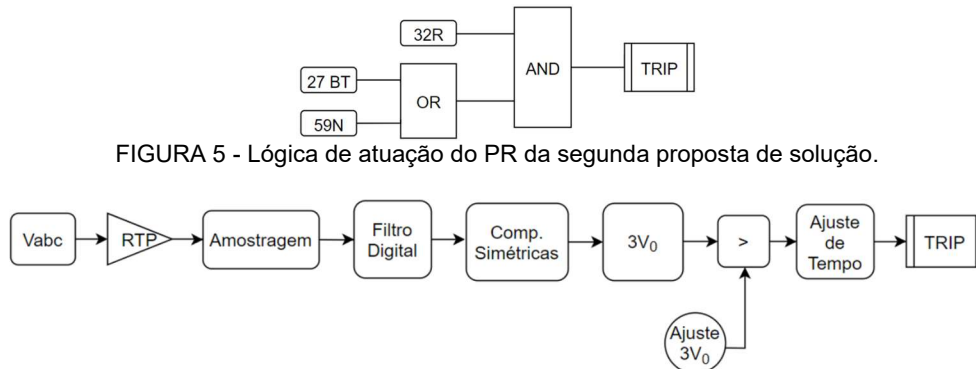 32R
AND
TRIP
27 BT
OR
59N
FIGURA 5 - Lógica de atuação do PR da segunda proposta de solução.
Vabc
RTP
Amostragem
Filtro
Digital
Comp.
Simétricas
3V₀
>
Ajuste
de
Tempo
TRIP
Ajuste
3V₀